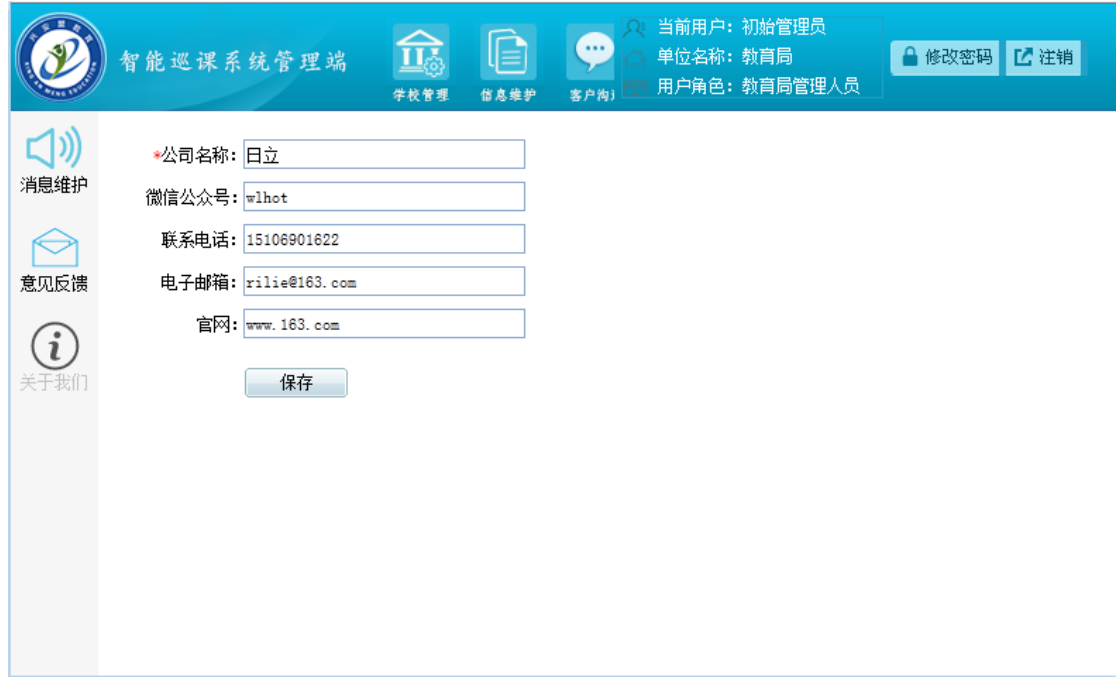 智能巡课系统管理端
学校管理
信息维护
客户沟
当前用户：初始管理员
单位名称：教育局
用户角色：教育局管理人员
修改密码
注销
消息维护
意见反馈
关于我们
*公司名称：日立
微信公众号：wlhot
联系电话：15106901622
电子邮箱：rilie@163.com
官网：www.163.com
保存